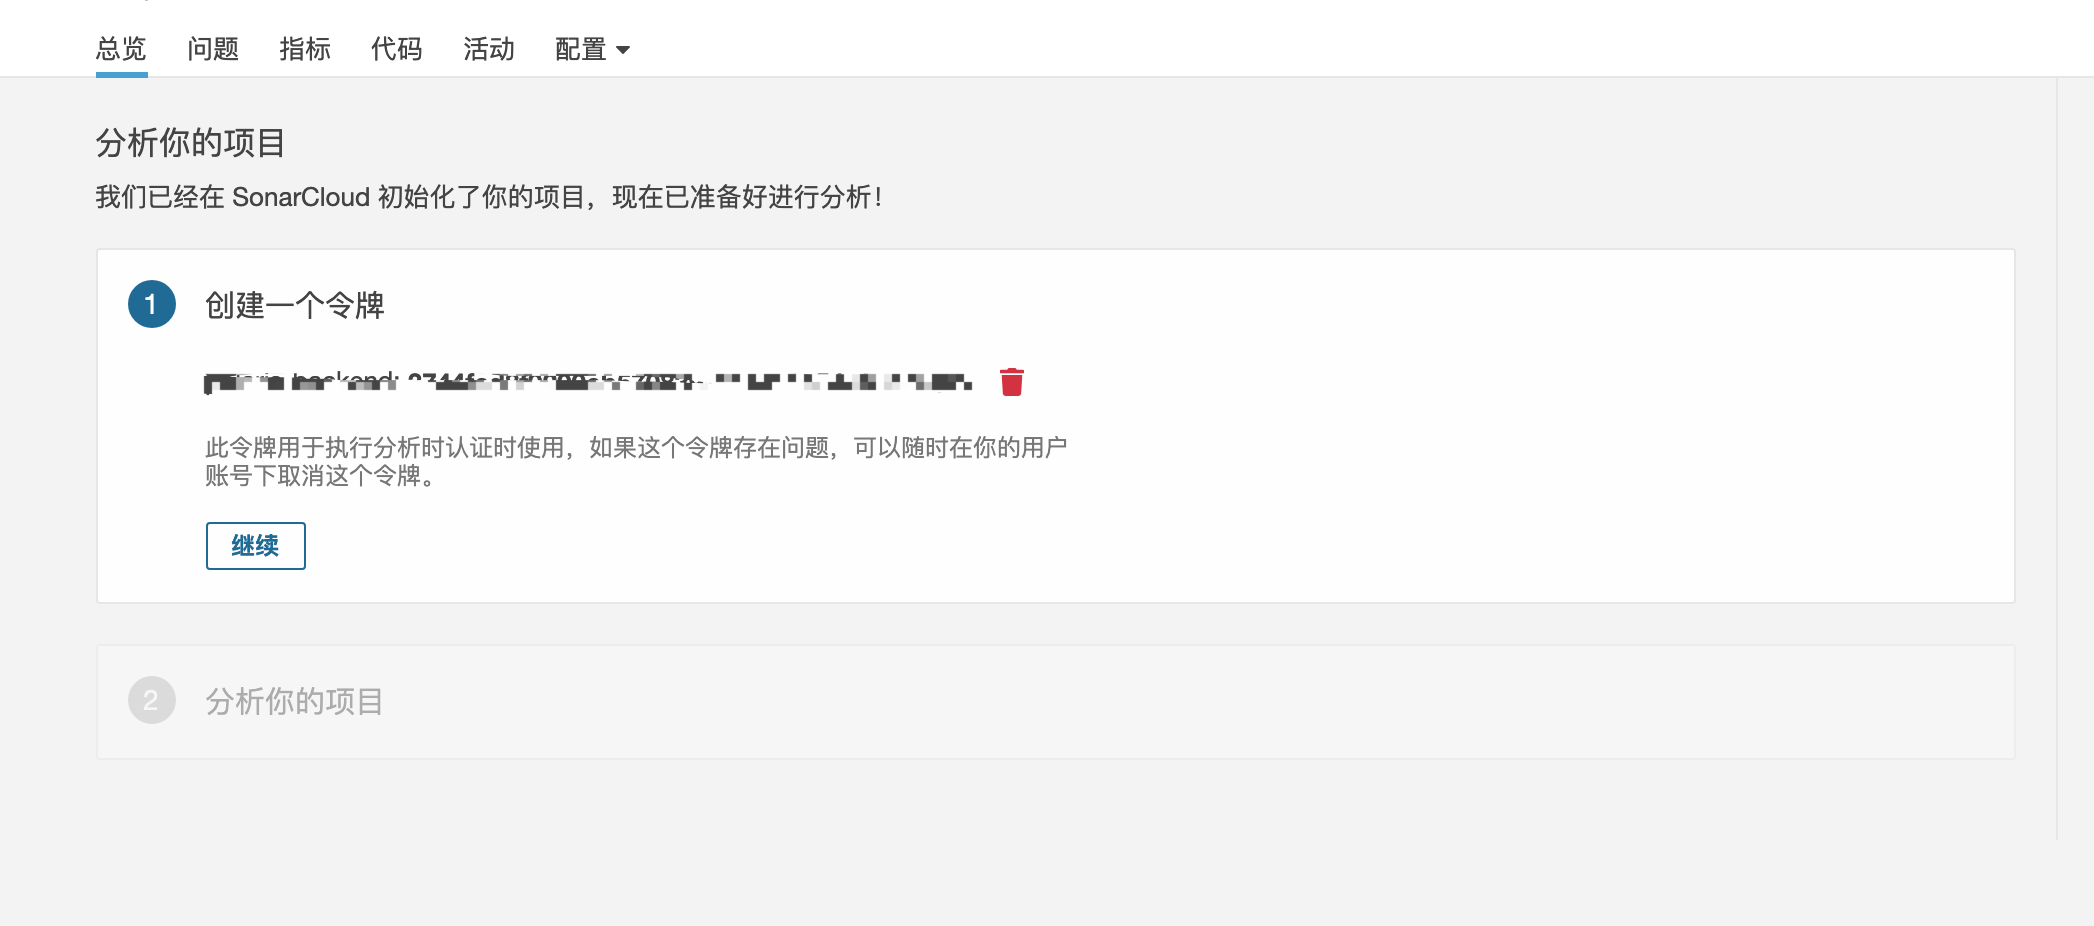 总览 问题 指标 代码 活动 配置
分析你的项目
我们已经在 SonarCloud 初始化了你的项目，现在已准备好进行分析！
1 创建一个令牌
此令牌用于执行分析时认证时使用，如果这个令牌存在问题，可以随时在你的用户
账号下取消这个令牌。
继续
2 分析你的项目